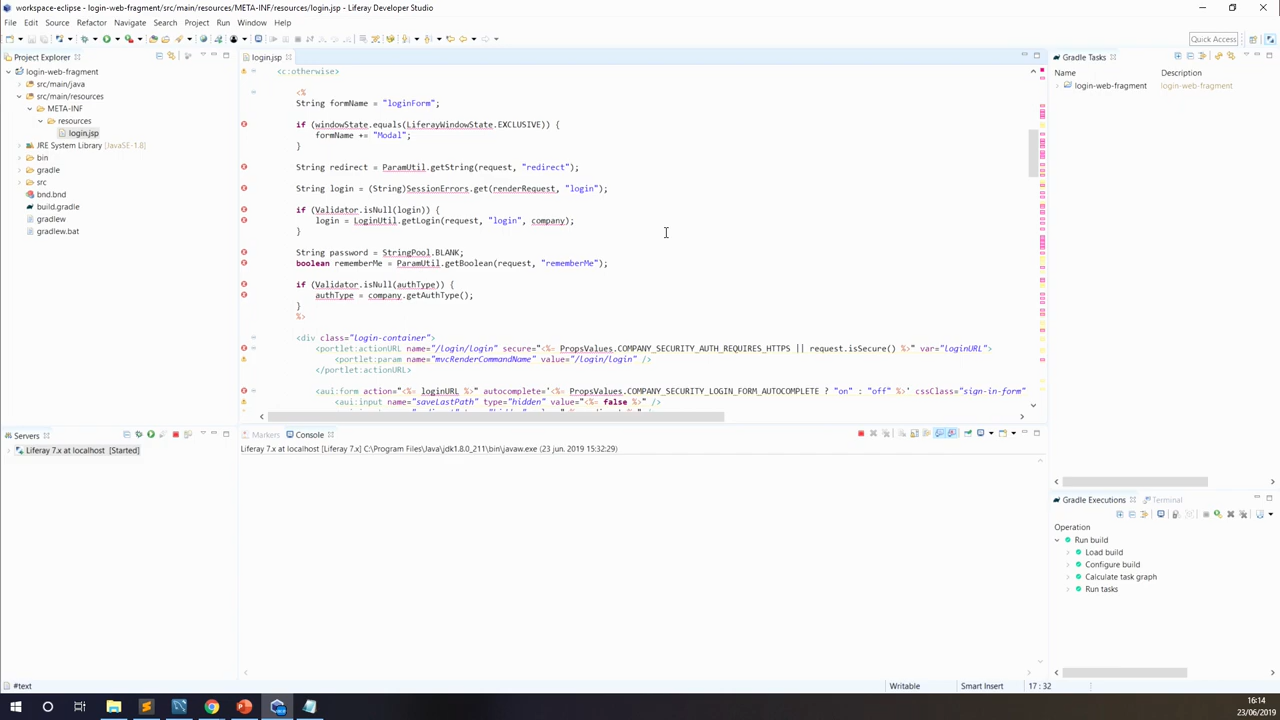 workspace-eclipse - login-web-fragment/src/main/resources/META-INF/resources/login.jsp - Liferay Developer Studio
File Edit Source Refactor Navigate Search Project Run Window Help
Quick Access
Project Explorer
login-web-fragment
src/main/java
src/main/resources
META-INF
resources
login.jsp
JRE System Library [JavaSE-1.8]
bin
gradle
src
bnd.bnd
build.gradle
gradlew
gradlew.bat
login.jsp
<c:otherwise>
<%
String formName = "loginForm";
if (windowState.equals(LiferayWindowState.EXCLUSIVE)) {
formName += "Modal";
}
String redirect = ParamUtil.getString(request, "redirect");
String login = (String)SessionErrors.get(renderRequest, "login");
if (Validator.isNull(login)) {
login = LoginUtil.getLogin(request, "login", company);
}
String password = StringPool.BLANK;
boolean rememberMe = ParamUtil.getBoolean(request, "rememberMe");
if (Validator.isNull(authType)) {
authType = company.getAuthType();
}
%>
<div class="login-container">
<portlet:actionURL name="/login/login" secure="<%= PropsValues.COMPANY_SECURITY_AUTH_REQUIRES_HTTPS || request.isSecure() %>" var="loginURL">
<portlet:param name="mvcRenderCommandName" value="/login/login" />
</portlet:actionURL>
<aui:form action="<%= loginURL %>" autocomplete='<%= PropsValues.COMPANY_SECURITY_LOGIN_FORM_AUTOCOMPLETE ? "on" : "off" %>' cssClass="sign-in-form"
<aui:input name="saveLastPath" type="hidden" value="<%= false %>" />
Gradle Tasks
Name Description
login-web-fragment login-web-fragment
Servers
Liferay 7.x at localhost [Started]
Markers Console
Liferay 7.x at localhost [Liferay 7.x] C:\Program Files\Java\jdk1.8.0_211\bin\javaw.exe (23 jun. 2019 15:32:29)
Gradle Executions Terminal
Operation
Run build
Load build
Configure build
Calculate task graph
Run tasks
#text Writable Smart Insert 17 : 32
16:14
23/06/2019